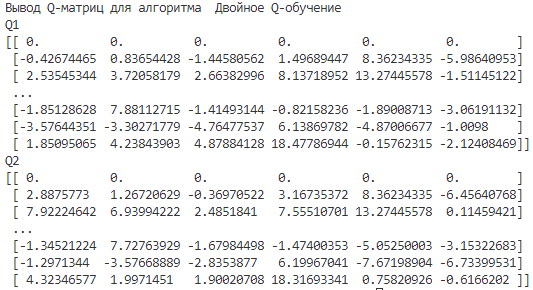 Вывод Q-матриц для алгоритма  Двойное Q-обучение
Q1
[[ 0.          0.          0.          0.          0.          0.        ]
 [-0.42674465  0.83654428 -1.44580562  1.49689447  8.36234335 -5.98640953]
 [ 2.53545344  3.72058179  2.66382996  8.13718952 13.27445578 -1.51145122]
 ...
 [-1.85128628  7.88112715 -1.41493144 -0.82158236 -1.89008713 -3.06191132]
 [-3.57644351 -3.30271779 -4.76477537  6.13869782 -4.87006677 -1.0098    ]
 [ 1.85095065  4.23843903  4.87884128 18.47786944 -0.15762315 -2.12408469]]
Q2
[[ 0.          0.          0.          0.          0.          0.        ]
 [ 2.8875773   1.26720629 -0.36970522  3.16735372  8.36234335 -6.45640768]
 [ 7.92224642  6.93994222  2.4851841   7.55510701 13.27445578  0.11459421]
 ...
 [-1.34521224  7.72763929 -1.67984498 -1.47400353 -5.05250003 -3.15322683]
 [-1.2971344  -3.57668889 -2.8353877   6.19967041 -7.67198904 -6.73399531]
 [ 4.32346577  1.9971451   1.90020708 18.31693341  0.75820926 -0.6166202 ]]